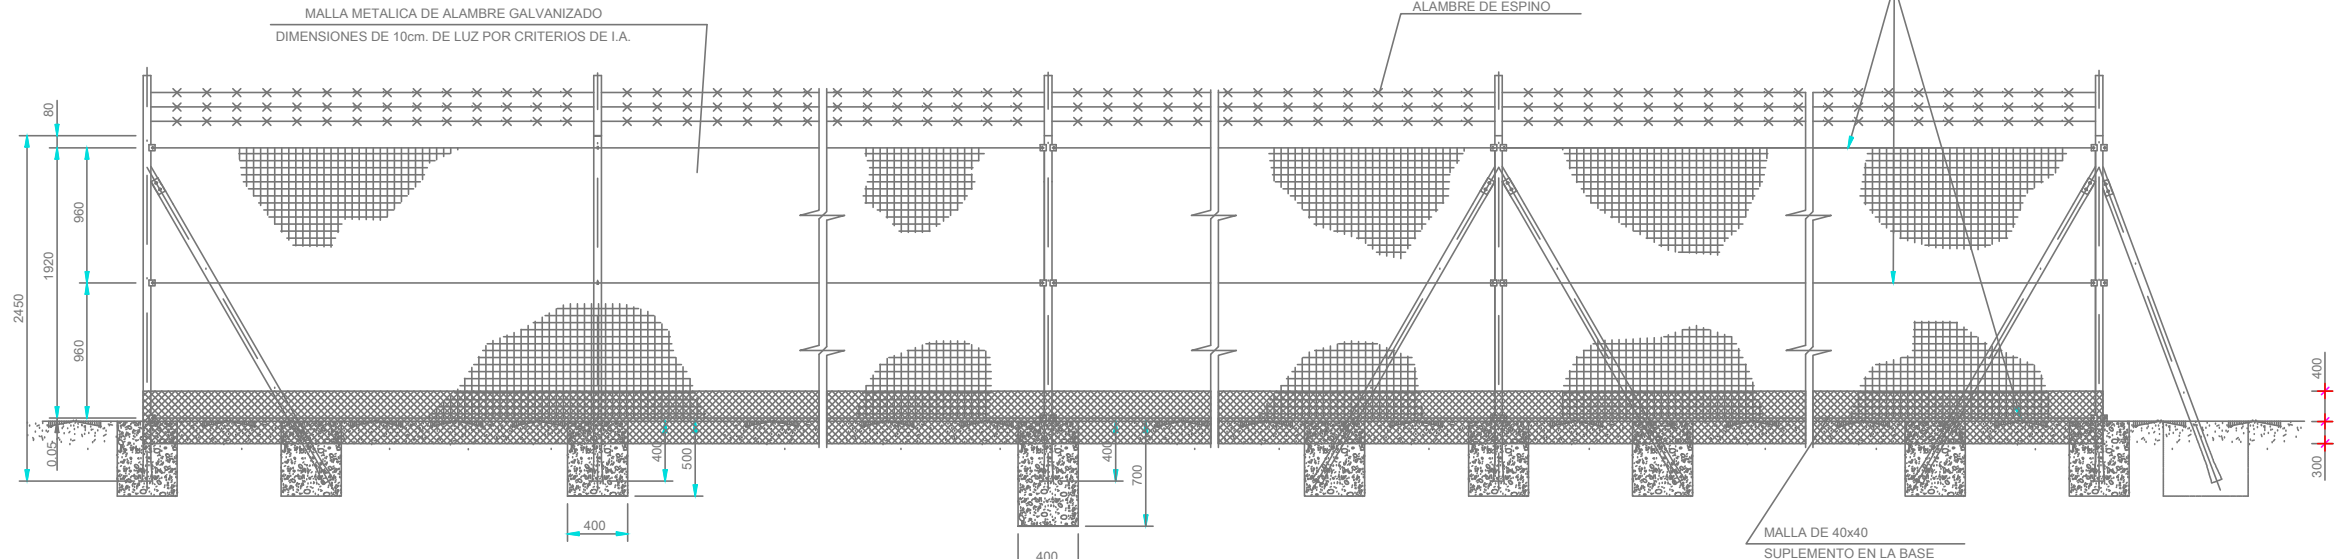 MALLA METALICA DE ALAMBRE GALVANIZADO
DIMENSIONES DE 10cm. DE LUZ POR CRITERIOS DE I.A.
ALAMBRE DE ESPINO
80
960
1920
2450
960
0.05
400
500
400
400
700
400
400
300
MALLA DE 40x40
SUPLEMENTO EN LA BASE